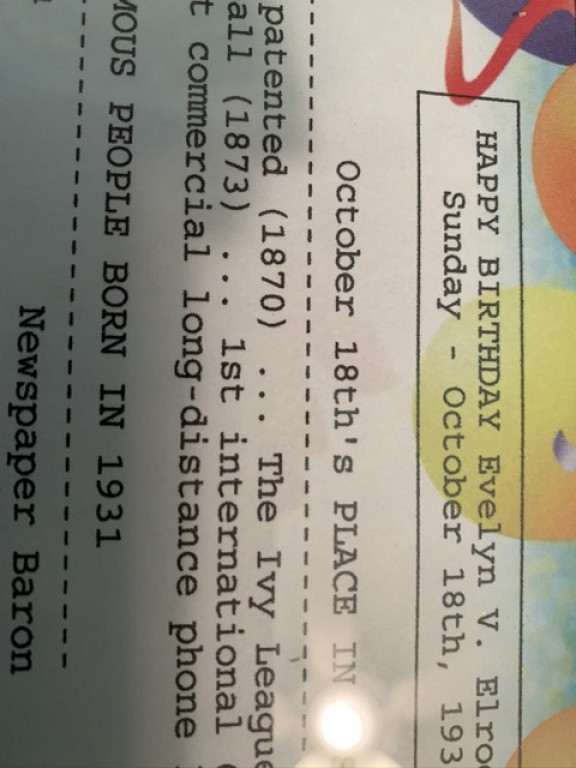 HAPPY BIRTHDAY Evelyn V.
Sunday - October 18th, 193
October 18th's PLACE IN
patented (1870) ... The Ivy League
all (1873) ... 1st international
t commercial long-distance phone
MOUS PEOPLE BORN IN 1931
Newspaper Baron